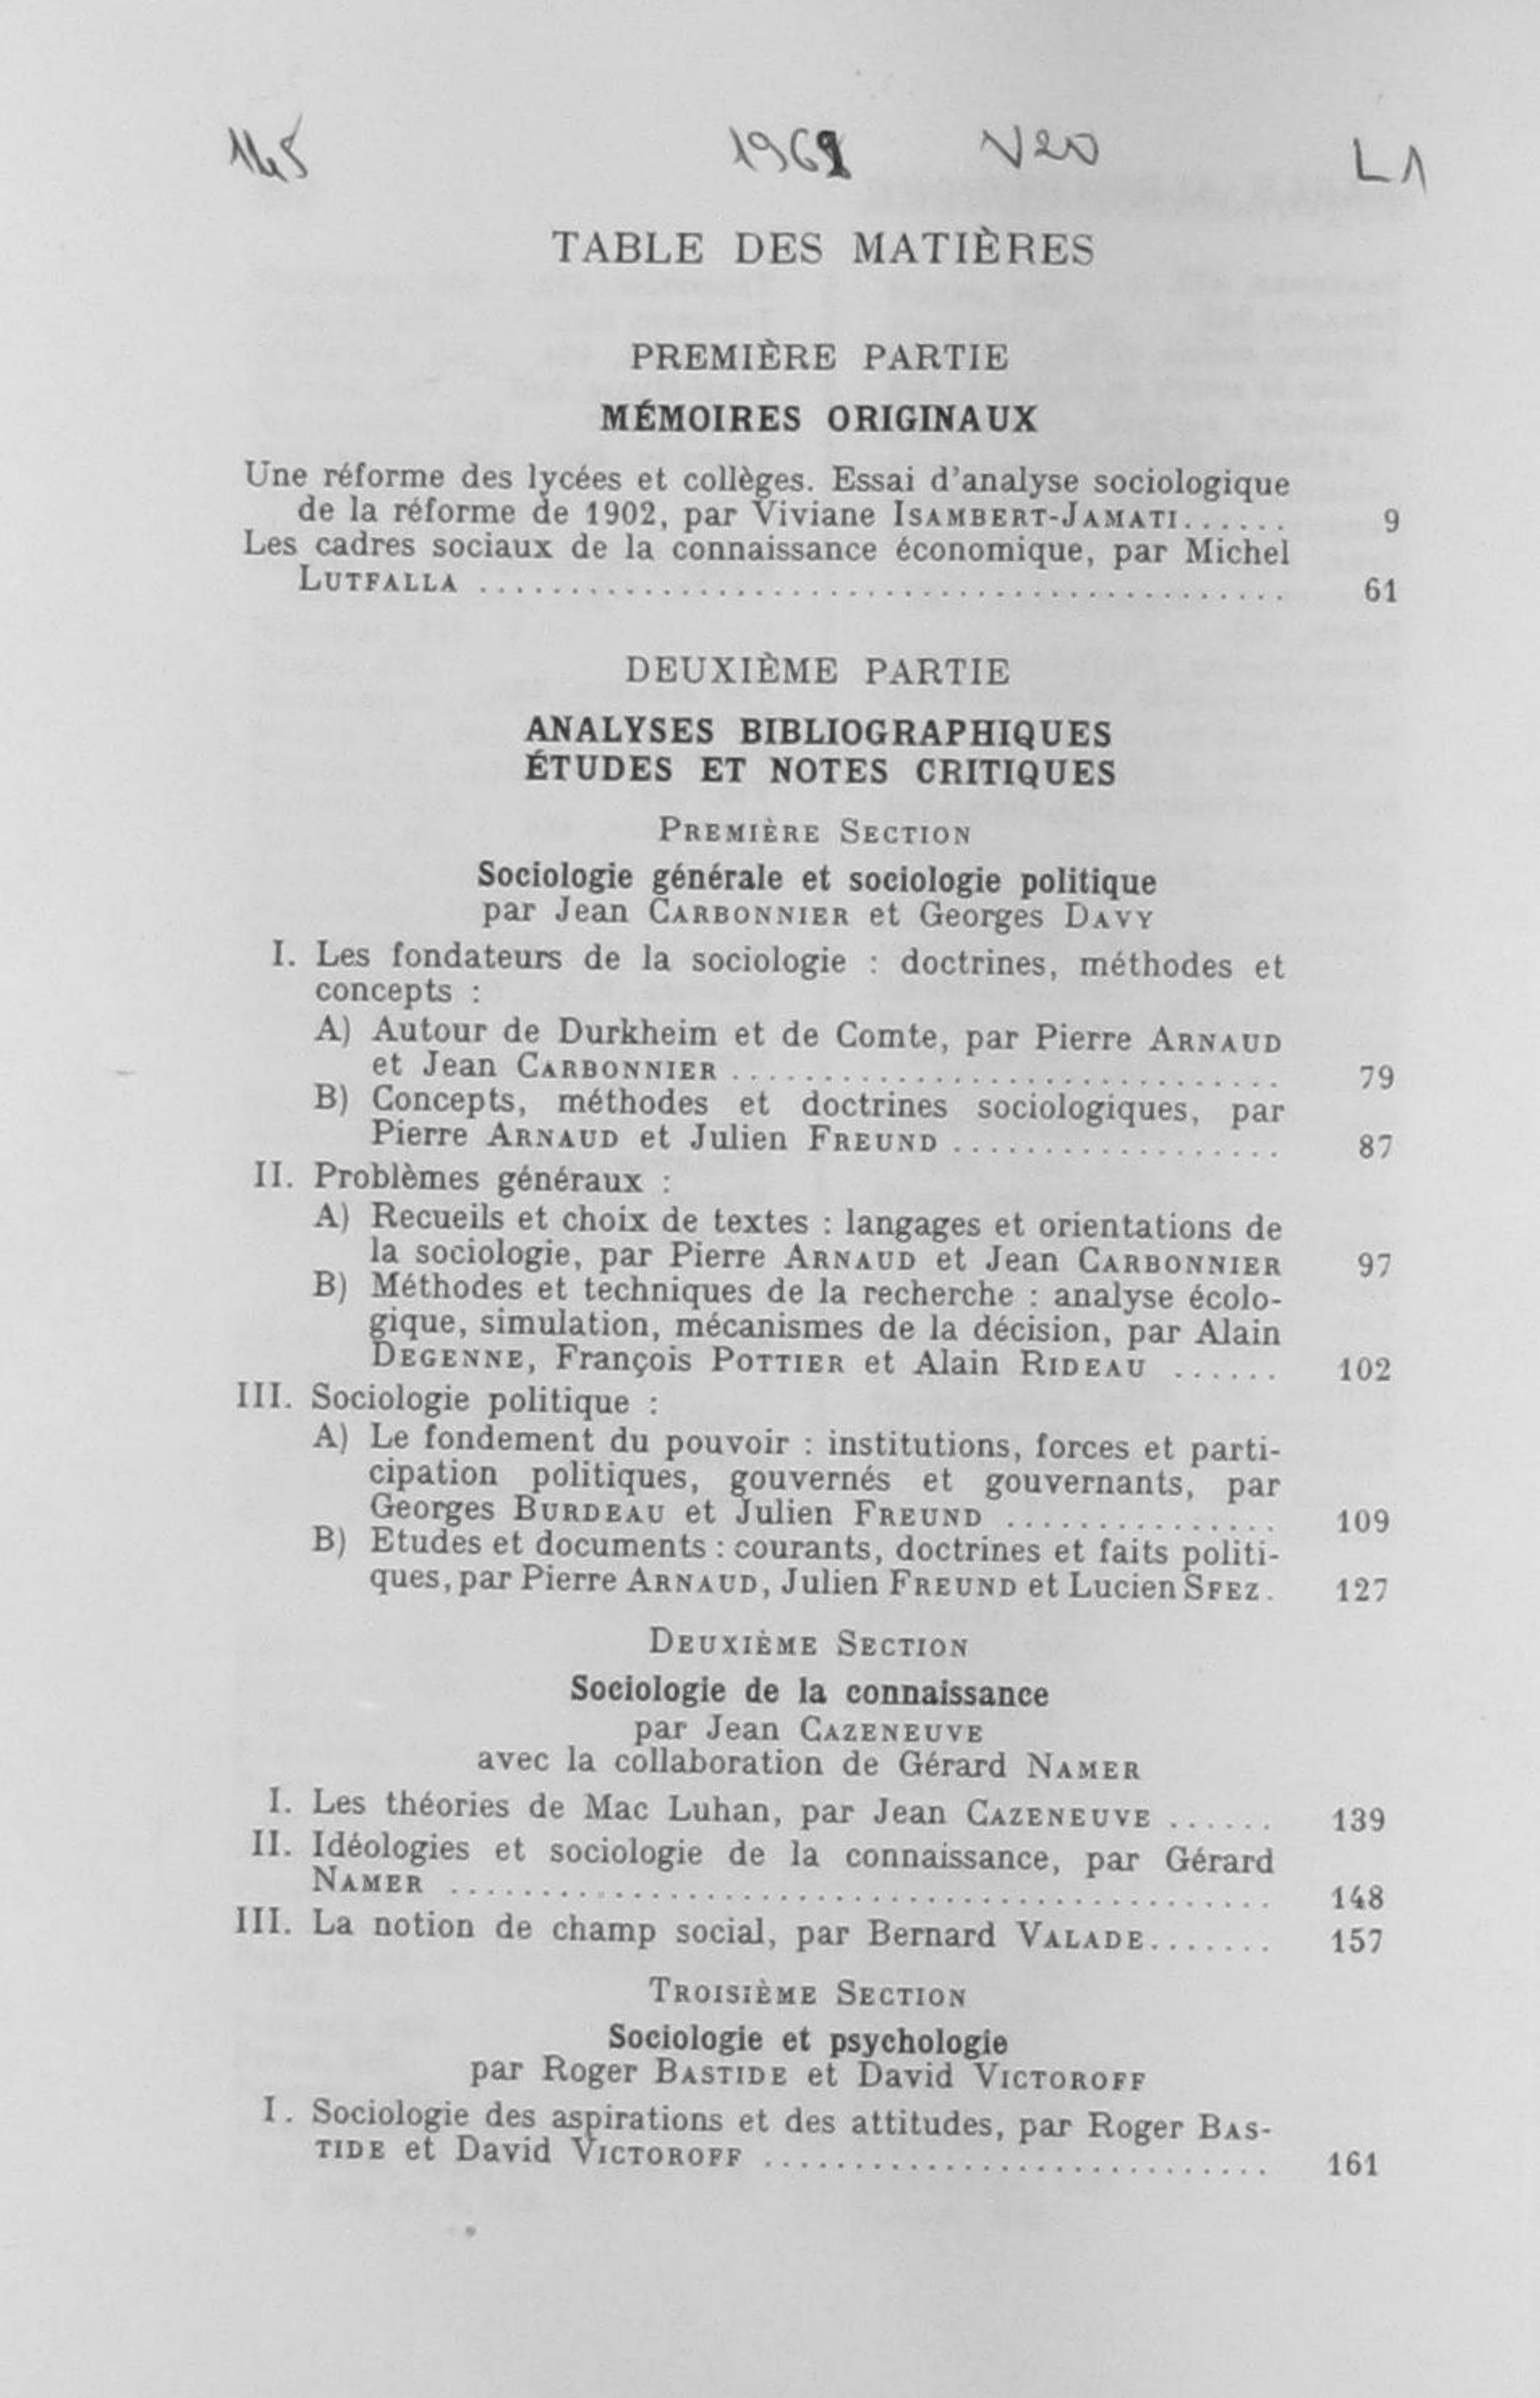 145 1969 V20 L1
TABLE DES MATIÈRES
PREMIÈRE PARTIE
MÉMOIRES ORIGINAUX
Une réforme des lycées et collèges. Essai d'analyse sociologique
de la réforme de 1902, par Viviane ISAMBERT-JAMATI...... 9
Les cadres sociaux de la connaissance économique, par Michel
LUTFALLA ............................................. 61
DEUXIÈME PARTIE
ANALYSES BIBLIOGRAPHIQUES
ÉTUDES ET NOTES CRITIQUES
PREMIÈRE SECTION
Sociologie générale et sociologie politique
par Jean CARBONNIER et Georges DAVY
I. Les fondateurs de la sociologie : doctrines, méthodes et
concepts :
A) Autour de Durkheim et de Comte, par Pierre ARNAUD
et Jean CARBONNIER .............................. 79
B) Concepts, méthodes et doctrines sociologiques, par
Pierre ARNAUD et Julien FREUND .................. 87
II. Problèmes généraux :
A) Recueils et choix de textes : langages et orientations de
la sociologie, par Pierre ARNAUD et Jean CARBONNIER 97
B) Méthodes et techniques de la recherche : analyse écolo-
gique, simulation, mécanismes de la décision, par Alain
DEGENNE, François POTTIER et Alain RIDEAU ...... 102
III. Sociologie politique :
A) Le fondement du pouvoir : institutions, forces et parti-
cipation politiques, gouvernés et gouvernants, par
Georges BURDEAU et Julien FREUND ............... 109
B) Etudes et documents : courants, doctrines et faits politi-
ques, par Pierre ARNAUD, Julien FREUND et Lucien SFEZ. 127
DEUXIÈME SECTION
Sociologie de la connaissance
par Jean CAZENEUVE
avec la collaboration de Gérard NAMER
I. Les théories de Mac Luhan, par Jean CAZENEUVE ...... 139
II. Idéologies et sociologie de la connaissance, par Gérard
NAMER .............................................. 148
III. La notion de champ social, par Bernard VALADE....... 157
TROISIÈME SECTION
Sociologie et psychologie
par Roger BASTIDE et David VICTOROFF
I. Sociologie des aspirations et des attitudes, par Roger BAS-
TIDE et David VICTOROFF ............................ 161